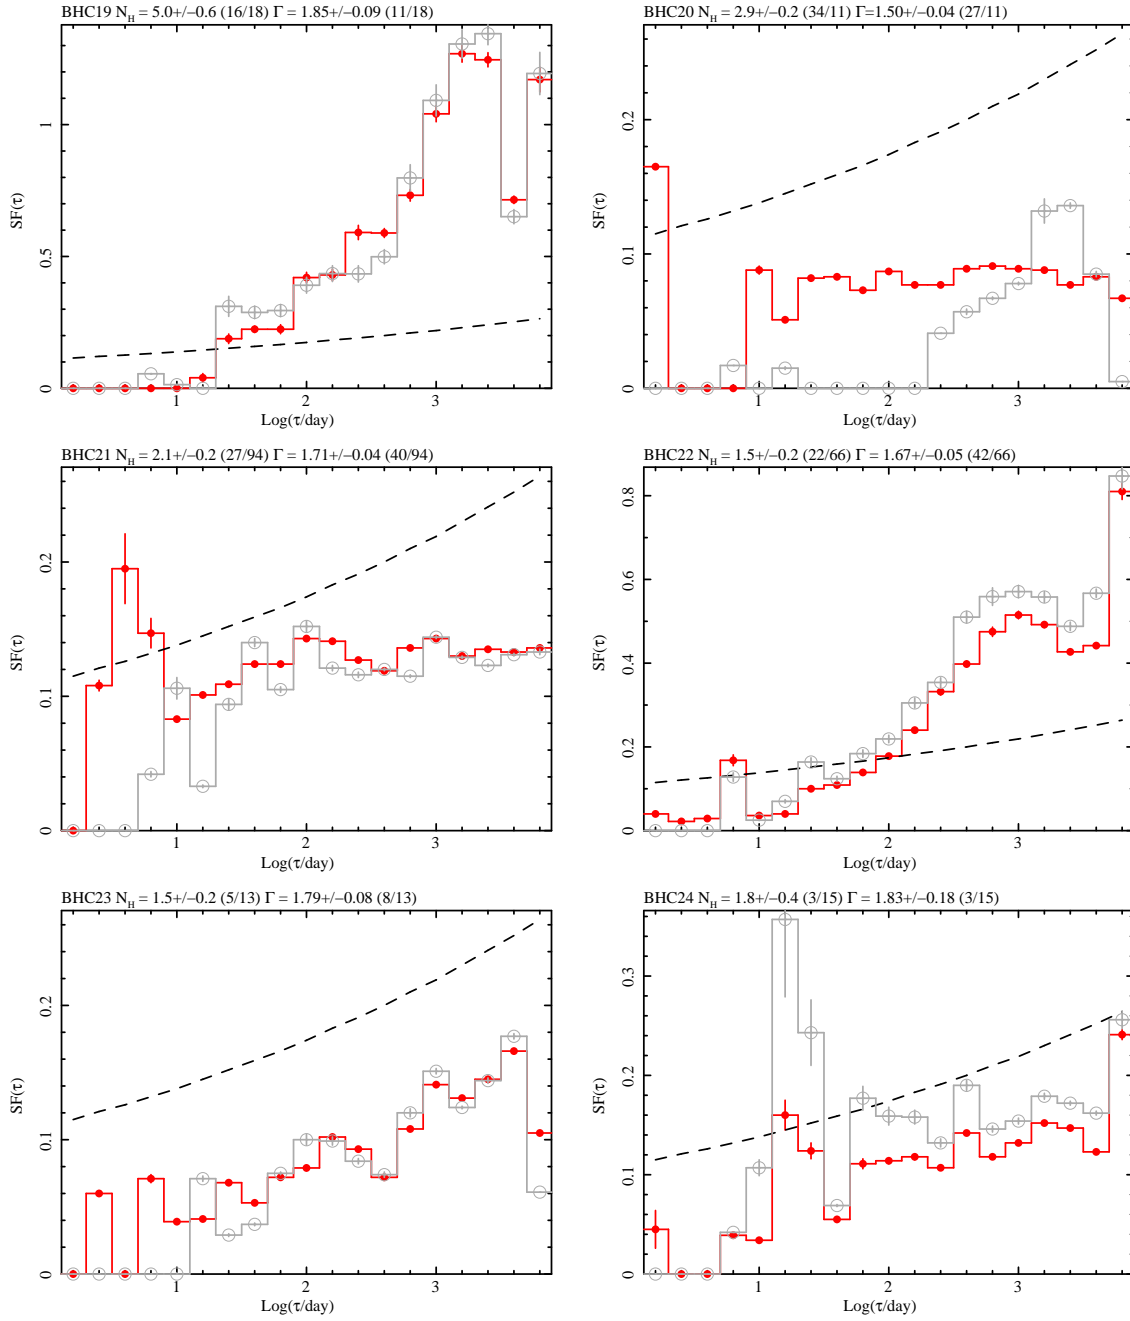 BHC19 N_H = 5.0+/−0.6 (16/18) Γ = 1.85+/−0.09 (11/18)
SF(τ)
0 0.5 1
1 2 3
Log(τ/day)
BHC20 N_H = 2.9+/−0.2 (34/11) Γ=1.50+/−0.04 (27/11)
SF(τ)
0 0.1 0.2
1 2 3
Log(τ/day)
BHC21 N_H = 2.1+/−0.2 (27/94) Γ = 1.71+/−0.04 (40/94)
SF(τ)
0 0.1 0.2
1 2 3
Log(τ/day)
BHC22 N_H = 1.5+/−0.2 (22/66) Γ = 1.67+/−0.05 (42/66)
SF(τ)
0 0.2 0.4 0.6 0.8
1 2 3
Log(τ/day)
BHC23 N_H = 1.5+/−0.2 (5/13) Γ = 1.79+/−0.08 (8/13)
SF(τ)
0 0.1 0.2
1 2 3
Log(τ/day)
BHC24 N_H = 1.8+/−0.4 (3/15) Γ = 1.83+/−0.18 (3/15)
SF(τ)
0 0.1 0.2 0.3
1 2 3
Log(τ/day)